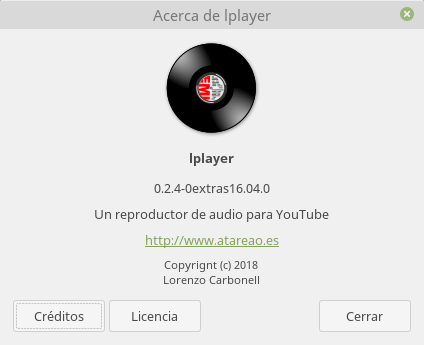 Acerca de lplayer
EMI
lplayer
0.2.4-0extras16.04.0
Un reproductor de audio para YouTube
http://www.atareao.es
Copyrignt (c) 2018
Lorenzo Carbonell
Créditos
Licencia
Cerrar